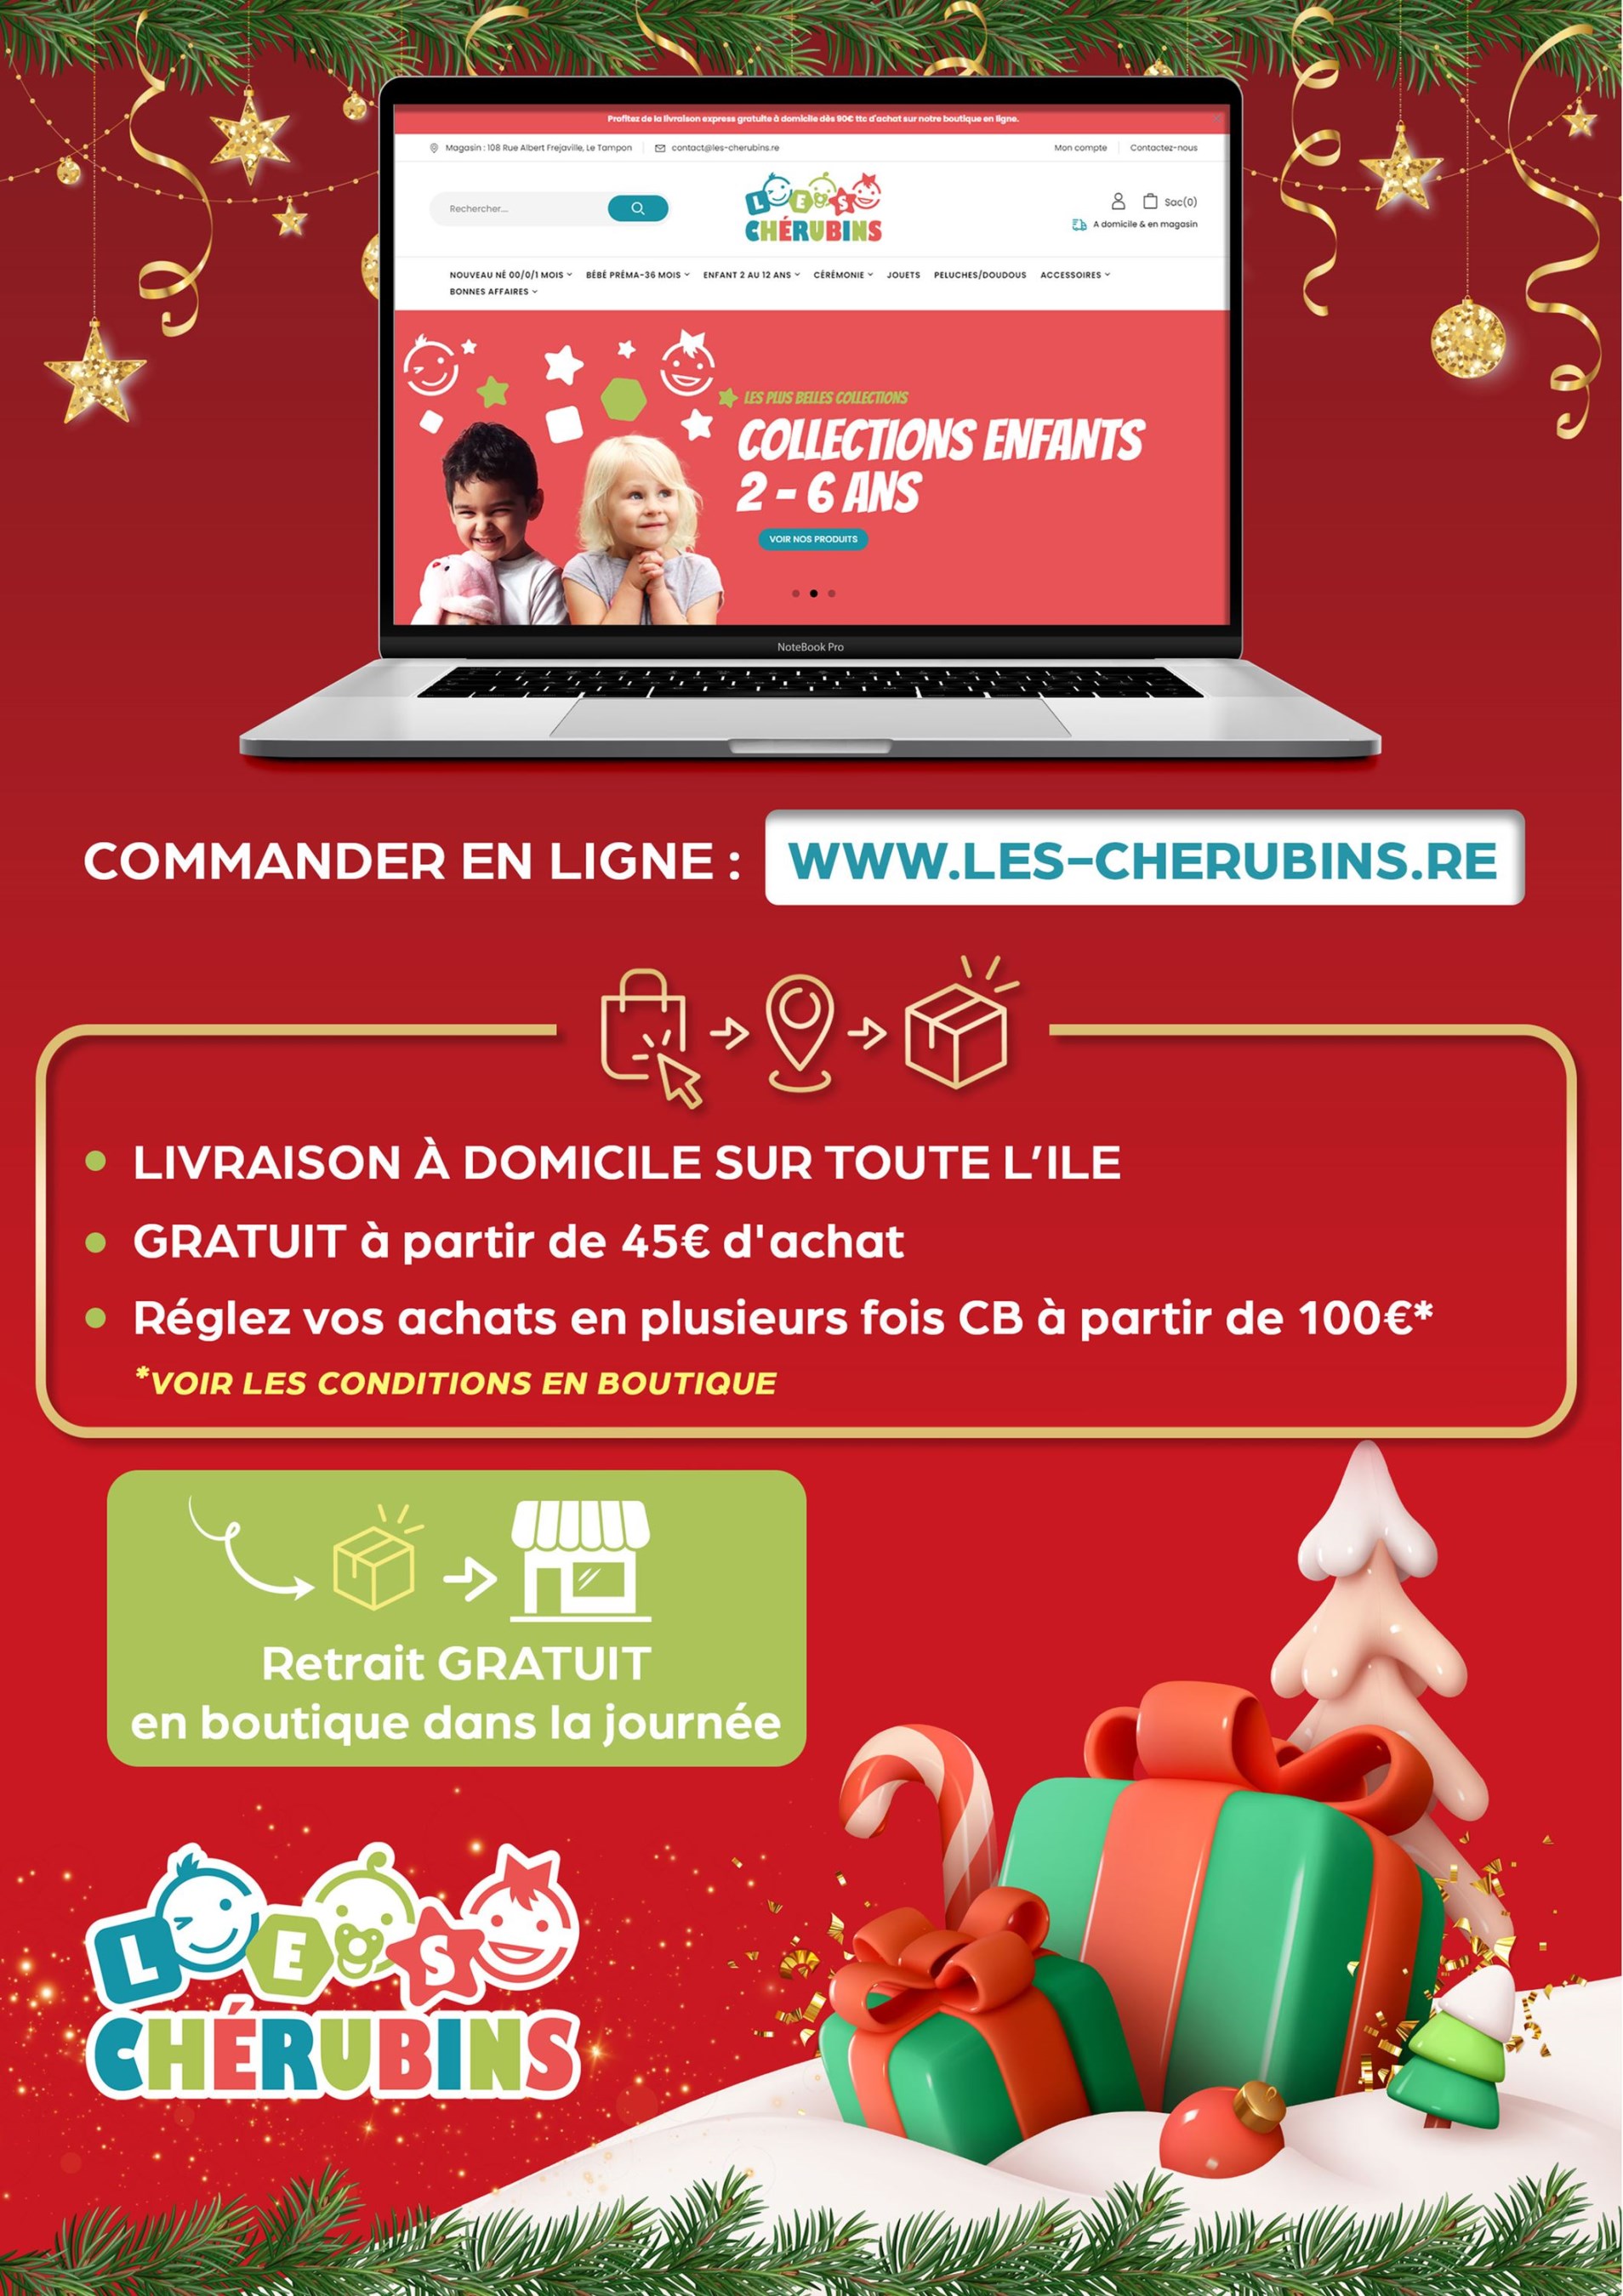 Profitez de la livraison express gratuite à domicile dès 90€ ttc d'achat sur notre boutique en ligne.
Magasin : 108 Rue Albert Frejaville, Le Tampon
contact@les-cherubins.re
Mon compte
Contactez-nous
Rechercher...
LES
CHÉRUBINS
Sac(0)
A domicile & en magasin
NOUVEAU NÉ 00/0/1 MOIS BÉBÉ PRÉMA-36 MOIS ENFANT 2 AU 12 ANS CÉRÉMONIE JOUETS PELUCHES/DOUDOUS ACCESSOIRES
BONNES AFFAIRES
LES PLUS BELLES COLLECTIONS
COLLECTIONS ENFANTS
2 - 6 ANS
VOIR NOS PRODUITS
NoteBook Pro
COMMANDER EN LIGNE : WWW.LES-CHERUBINS.RE
• LIVRAISON À DOMICILE SUR TOUTE L'ILE
• GRATUIT à partir de 45€ d'achat
• Réglez vos achats en plusieurs fois CB à partir de 100€*
*VOIR LES CONDITIONS EN BOUTIQUE
Retrait GRATUIT
en boutique dans la journée
LES
CHÉRUBINS